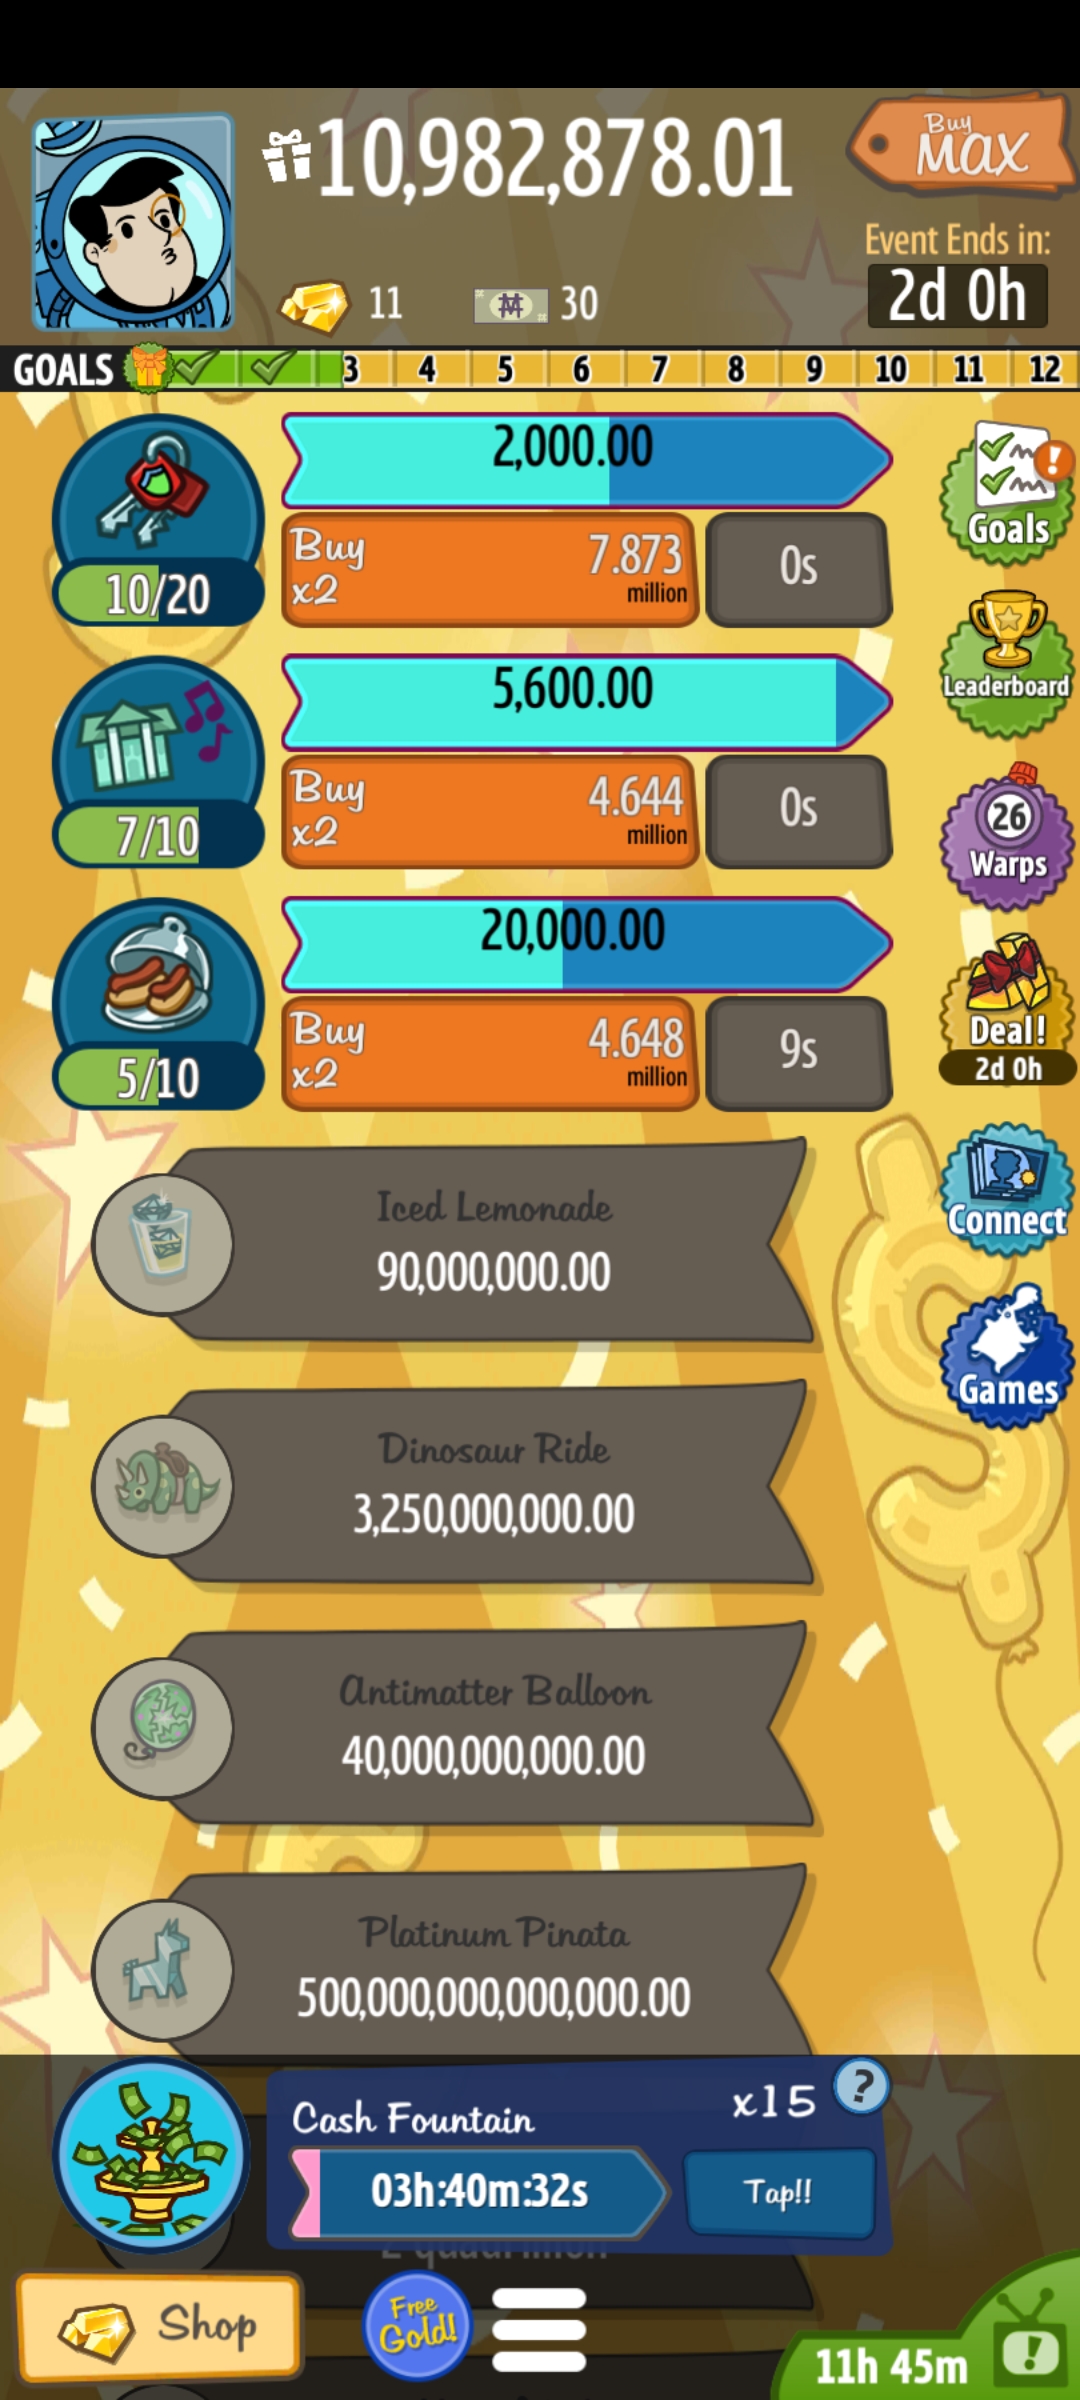 10,982,878.01
Buy
MAX
Event Ends in:
2d 0h
11
30
GOALS 3 4 5 6 7 8 9 10 11 12
2,000.00
Buy
x2
7.873
million
0s
10/20
Goals
5,600.00
Buy
x2
4.644
million
0s
7/10
Leaderboard
26
Warps
20,000.00
Buy
x2
4.648
million
9s
5/10
Deal!
2d 0h
Iced Lemonade
90,000,000.00
Connect
Dinosaur Ride
3,250,000,000.00
Games
Antimatter Balloon
40,000,000,000.00
Platinum Pinata
500,000,000,000,000.00
Cash Fountain
x15
?
03h:40m:32s
Tap!!
2 quadrillion
Shop
Free
Gold!
11h 45m